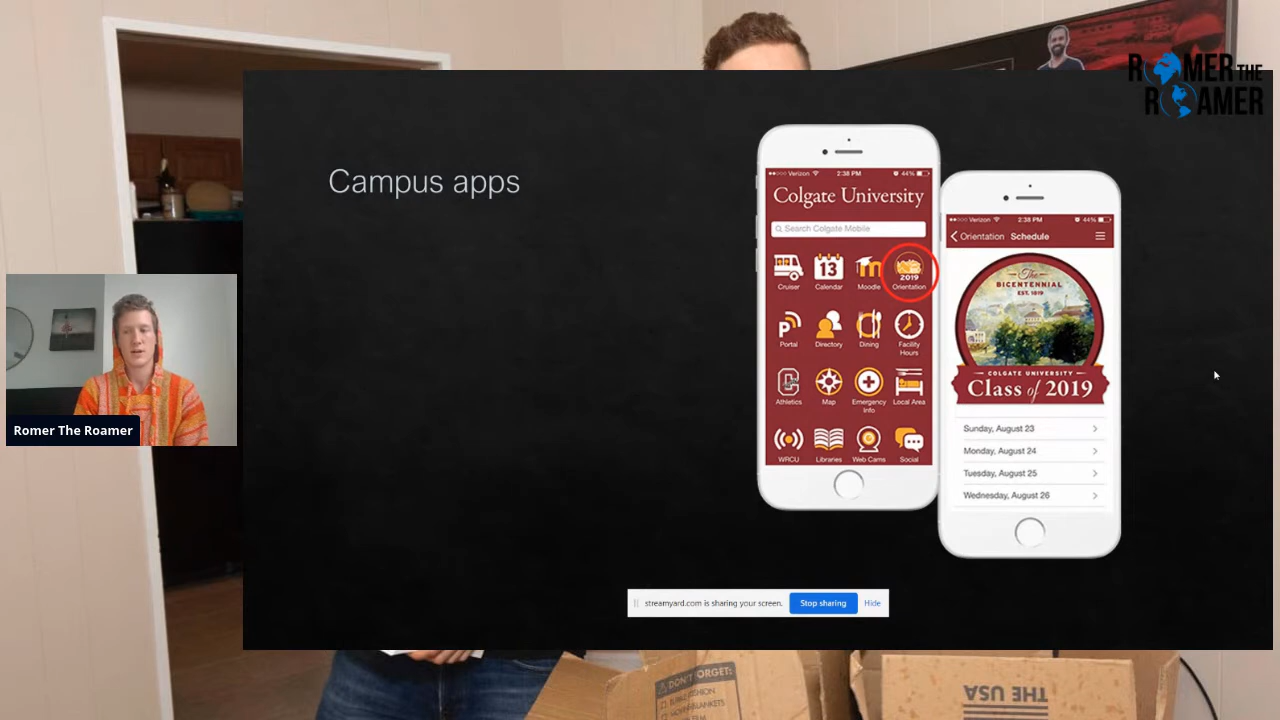 ROMER THE
ROAMER
Campus apps
Verizon 2:38 PM 44%
Colgate University
Search Colgate Mobile
13
2019
Cruiser Calendar Moodle Orientation
Portal Directory Dining Facility
Hours
Athletics Map Emergency Local Area
Info
WRCU Libraries Web Cams Social
Verizon 2:38 PM 44%
Orientation Schedule
The
BICENTENNIAL
EST. 1819
COLGATE UNIVERSITY
Class of 2019
Sunday, August 23
Monday, August 24
Tuesday, August 25
Wednesday, August 26
Romer The Roamer
streamyard.com is sharing your screen. Stop sharing Hide
DON'T FORGET:
THE USA